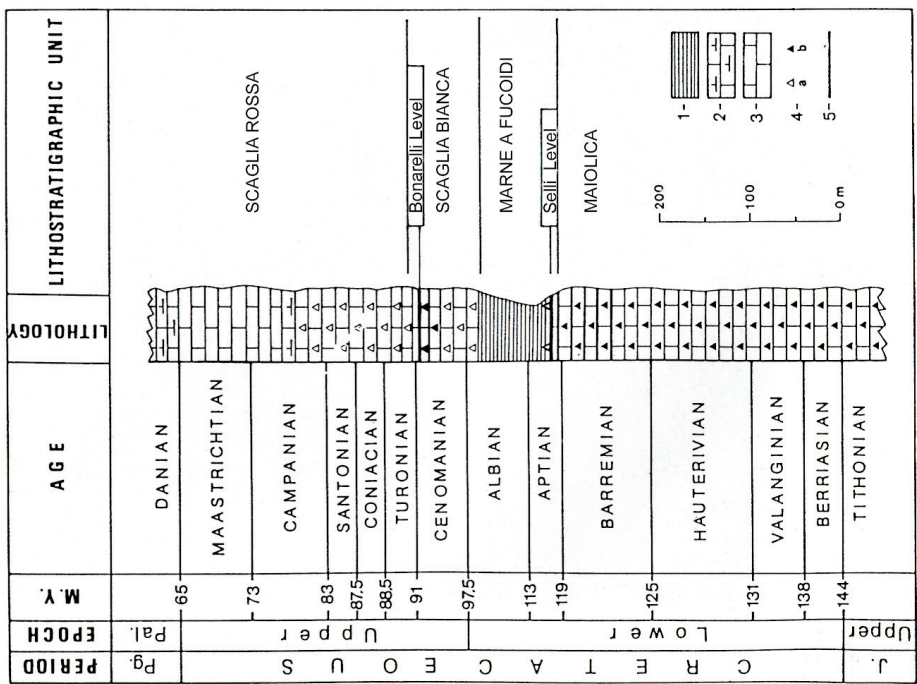 PERIOD
EPOCH
M.Y.
AGE
LITHOLOGY
LITHOSTRATIGRAPHIC UNIT
Pg.
CRETACEOUS
J.
Pal.
Upper
Lower
Upper
65
73
83
87.5
88.5
91
97.5
113
119
125
131
138
144
DANIAN
MAASTRICHTIAN
CAMPANIAN
SANTONIAN
CONIACIAN
TURONIAN
CENOMANIAN
ALBIAN
APTIAN
BARREMIAN
HAUTERIVIAN
VALANGINIAN
BERRIASIAN
TITHONIAN
SCAGLIA ROSSA
Bonarelli Level
SCAGLIA BIANCA
MARNE A FUCOIDI
Selli Level
MAIOLICA
200
100
0 m
1-
2-
3-
4- a b
5-